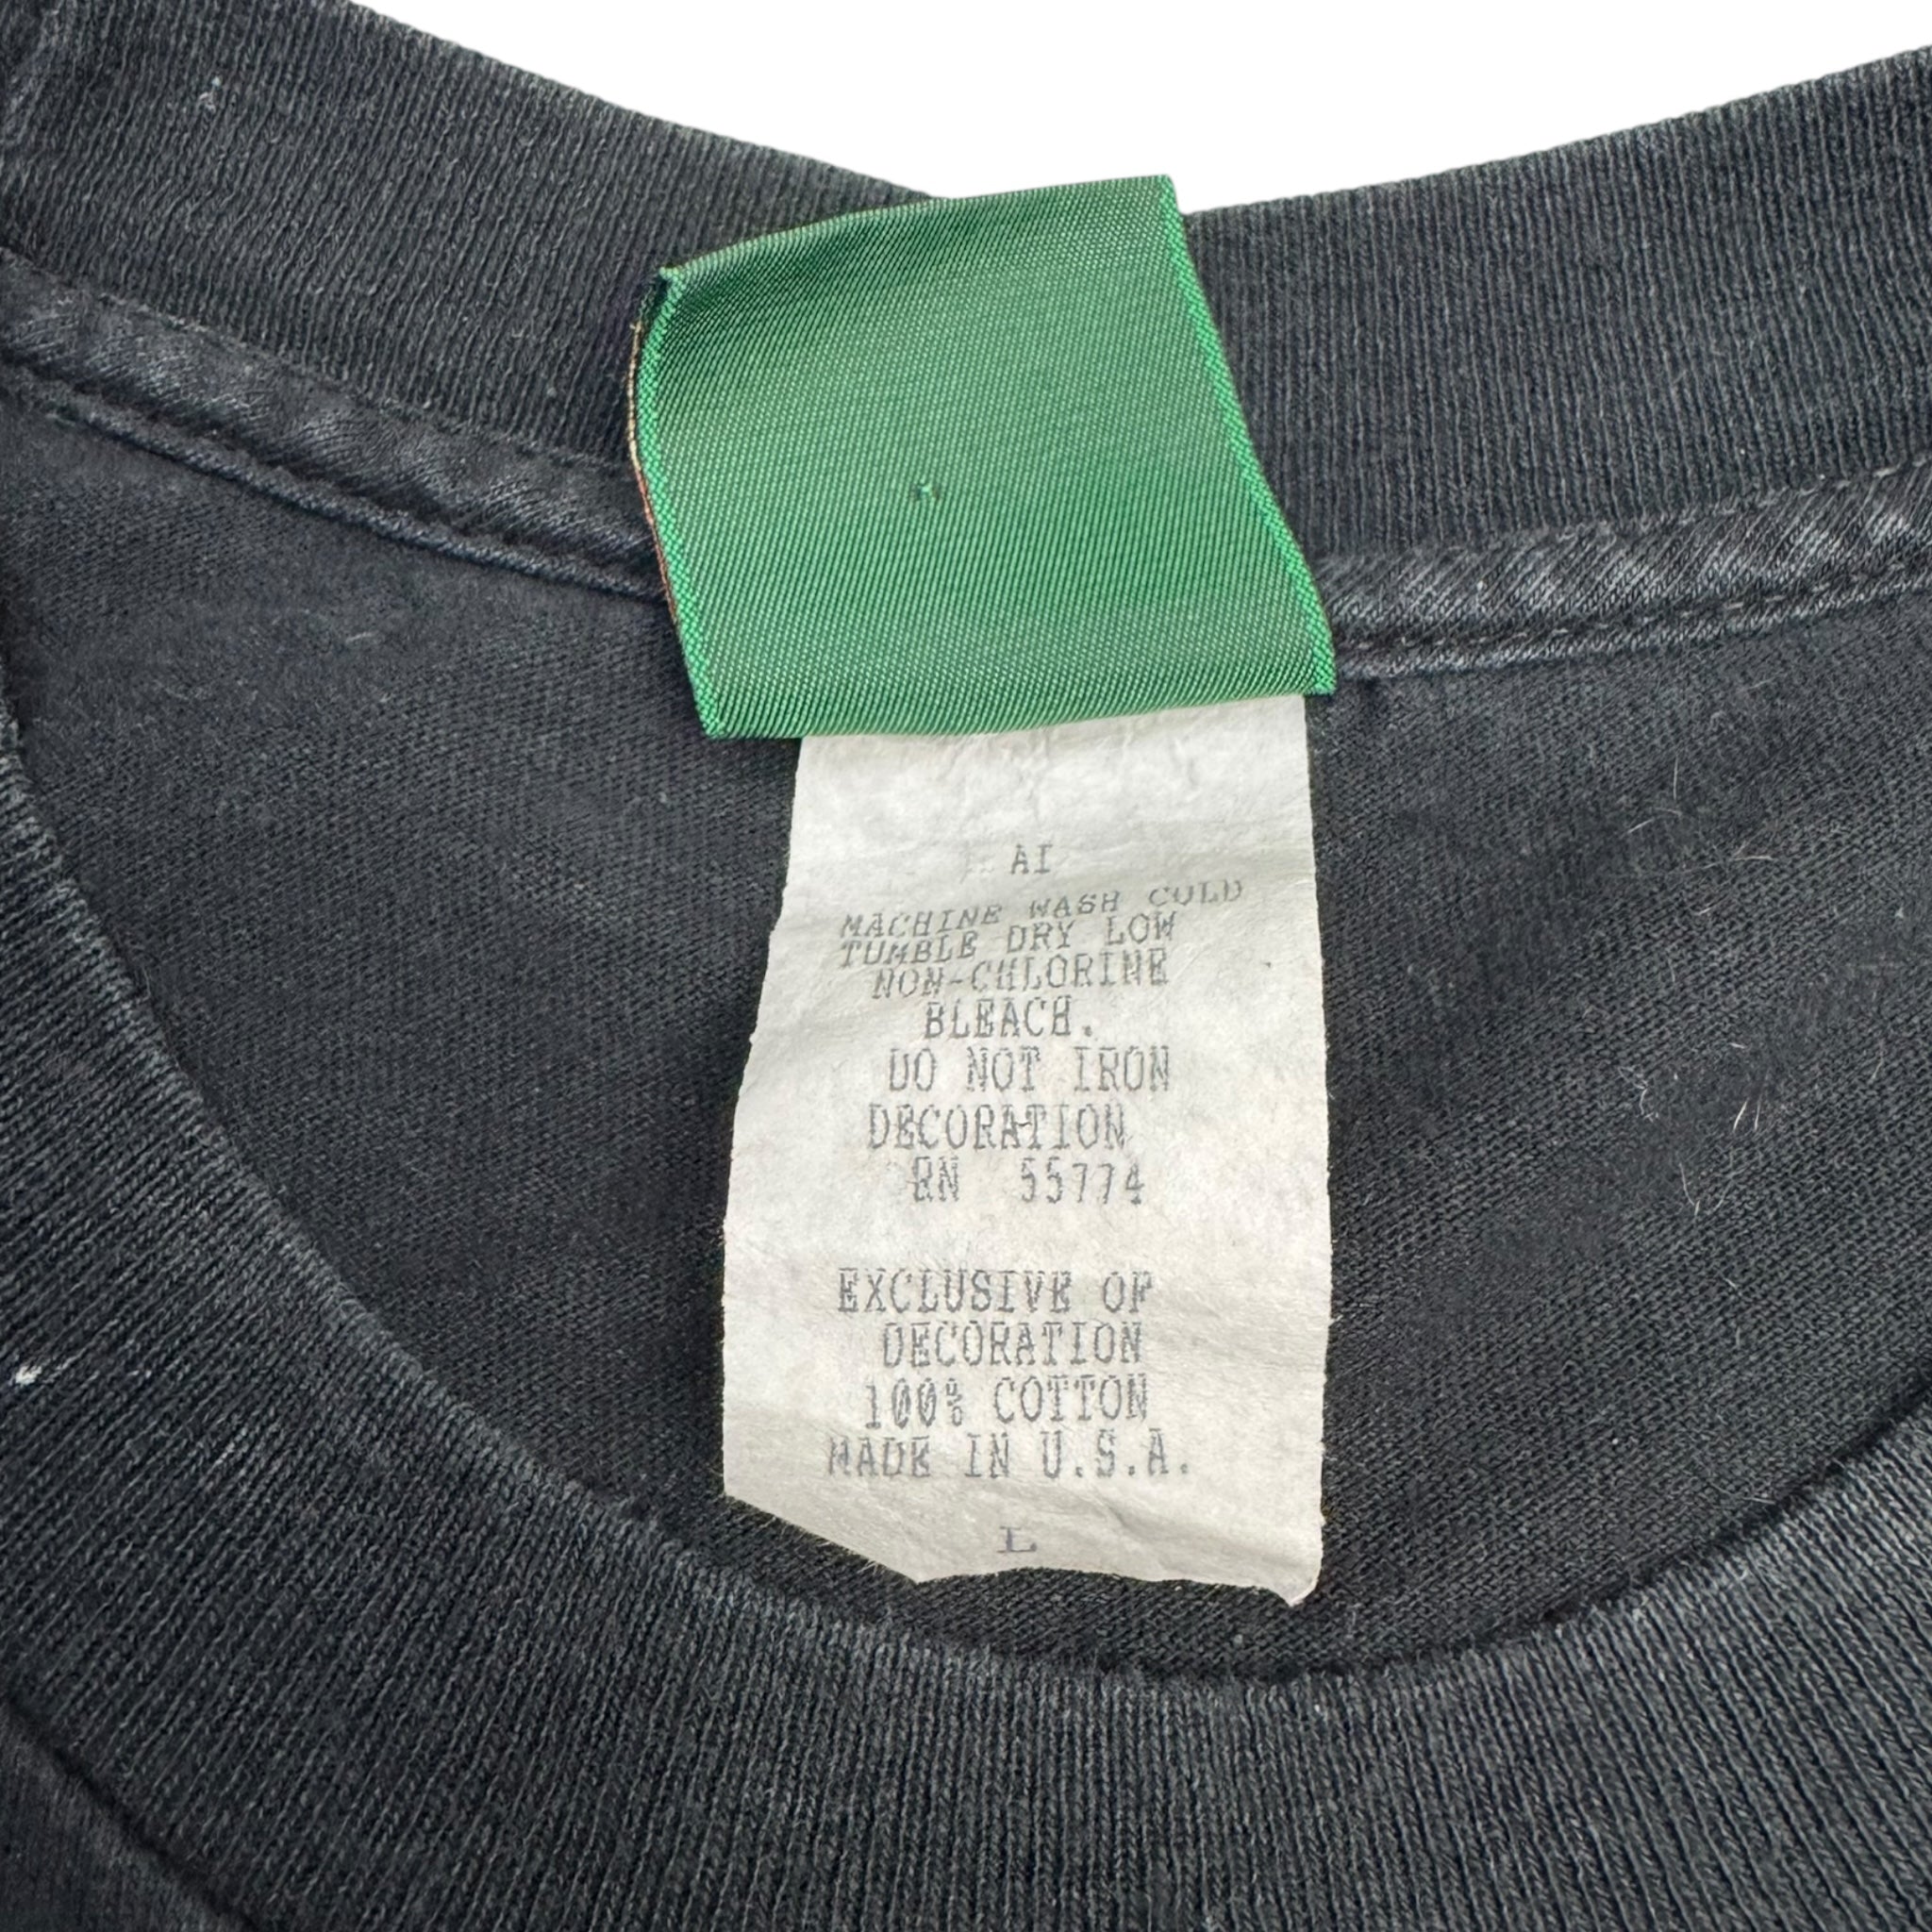 AI
MACHINE WASH COLD
TUMBLE DRY LOW
NON-CHLORINE
BLEACH.
DO NOT IRON
DECORATION
RN 55774
EXCLUSIVE OF
DECORATION
100% COTTON
MADE IN U.S.A.
L